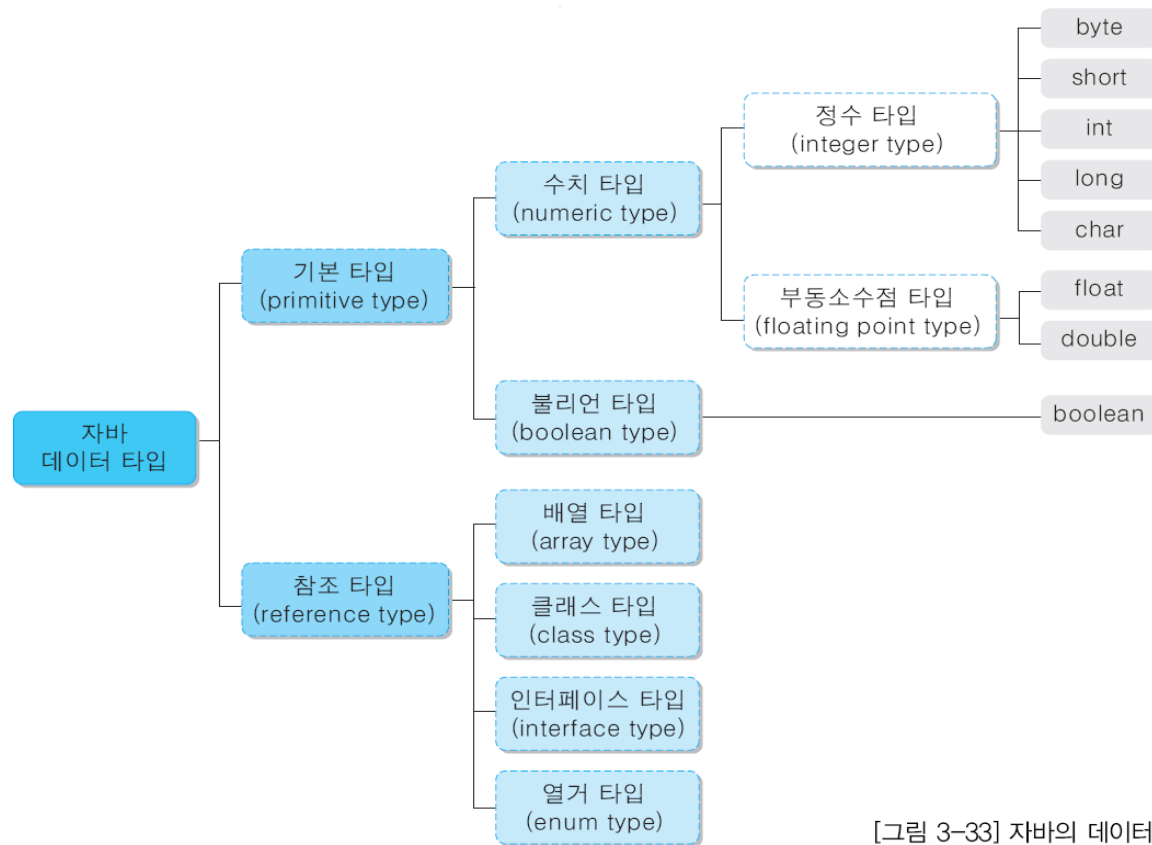 자바
데이터 타입
기본 타입
(primitive type)
수치 타입
(numeric type)
정수 타입
(integer type)
byte
short
int
long
char
부동소수점 타입
(floating point type)
float
double
불리언 타입
(boolean type)
boolean
참조 타입
(reference type)
배열 타입
(array type)
클래스 타입
(class type)
인터페이스 타입
(interface type)
열거 타입
(enum type)
[그림 3-33] 자바의 데이터